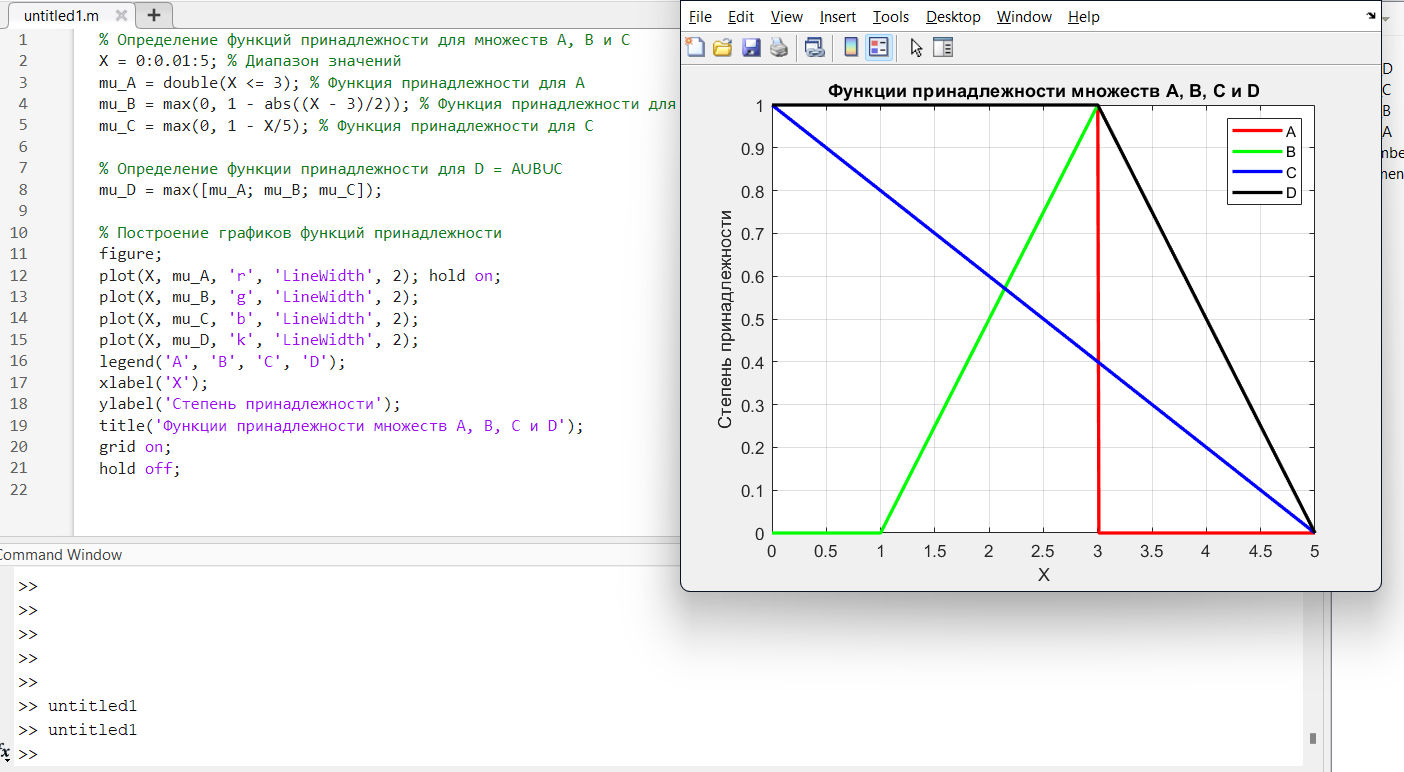 untitled1.m
1 % Определение функций принадлежности для множеств A, B и C
2 X = 0:0.01:5; % Диапазон значений
3 mu_A = double(X <= 3); % Функция принадлежности для A
4 mu_B = max(0, 1 - abs((X - 3)/2)); % Функция принадлежности для
5 mu_C = max(0, 1 - X/5); % Функция принадлежности для C
6
7 % Определение функции принадлежности для D = AUBUC
8 mu_D = max([mu_A; mu_B; mu_C]);
9
10 % Построение графиков функций принадлежности
11 figure;
12 plot(X, mu_A, 'r', 'LineWidth', 2); hold on;
13 plot(X, mu_B, 'g', 'LineWidth', 2);
14 plot(X, mu_C, 'b', 'LineWidth', 2);
15 plot(X, mu_D, 'k', 'LineWidth', 2);
16 legend('A', 'B', 'C', 'D');
17 xlabel('X');
18 ylabel('Степень принадлежности');
19 title('Функции принадлежности множеств A, B, C и D');
20 grid on;
21 hold off;
22
Command Window
>>
>>
>>
>>
>>
>> untitled1
>> untitled1
fx >>
File Edit View Insert Tools Desktop Window Help
Функции принадлежности множеств A, B, C и D
1
0.9
0.8
0.7
0.6
0.5
0.4
0.3
0.2
0.1
0
Степень принадлежности
0 0.5 1 1.5 2 2.5 3 3.5 4 4.5 5
X
A
B
C
D
D
C
B
A